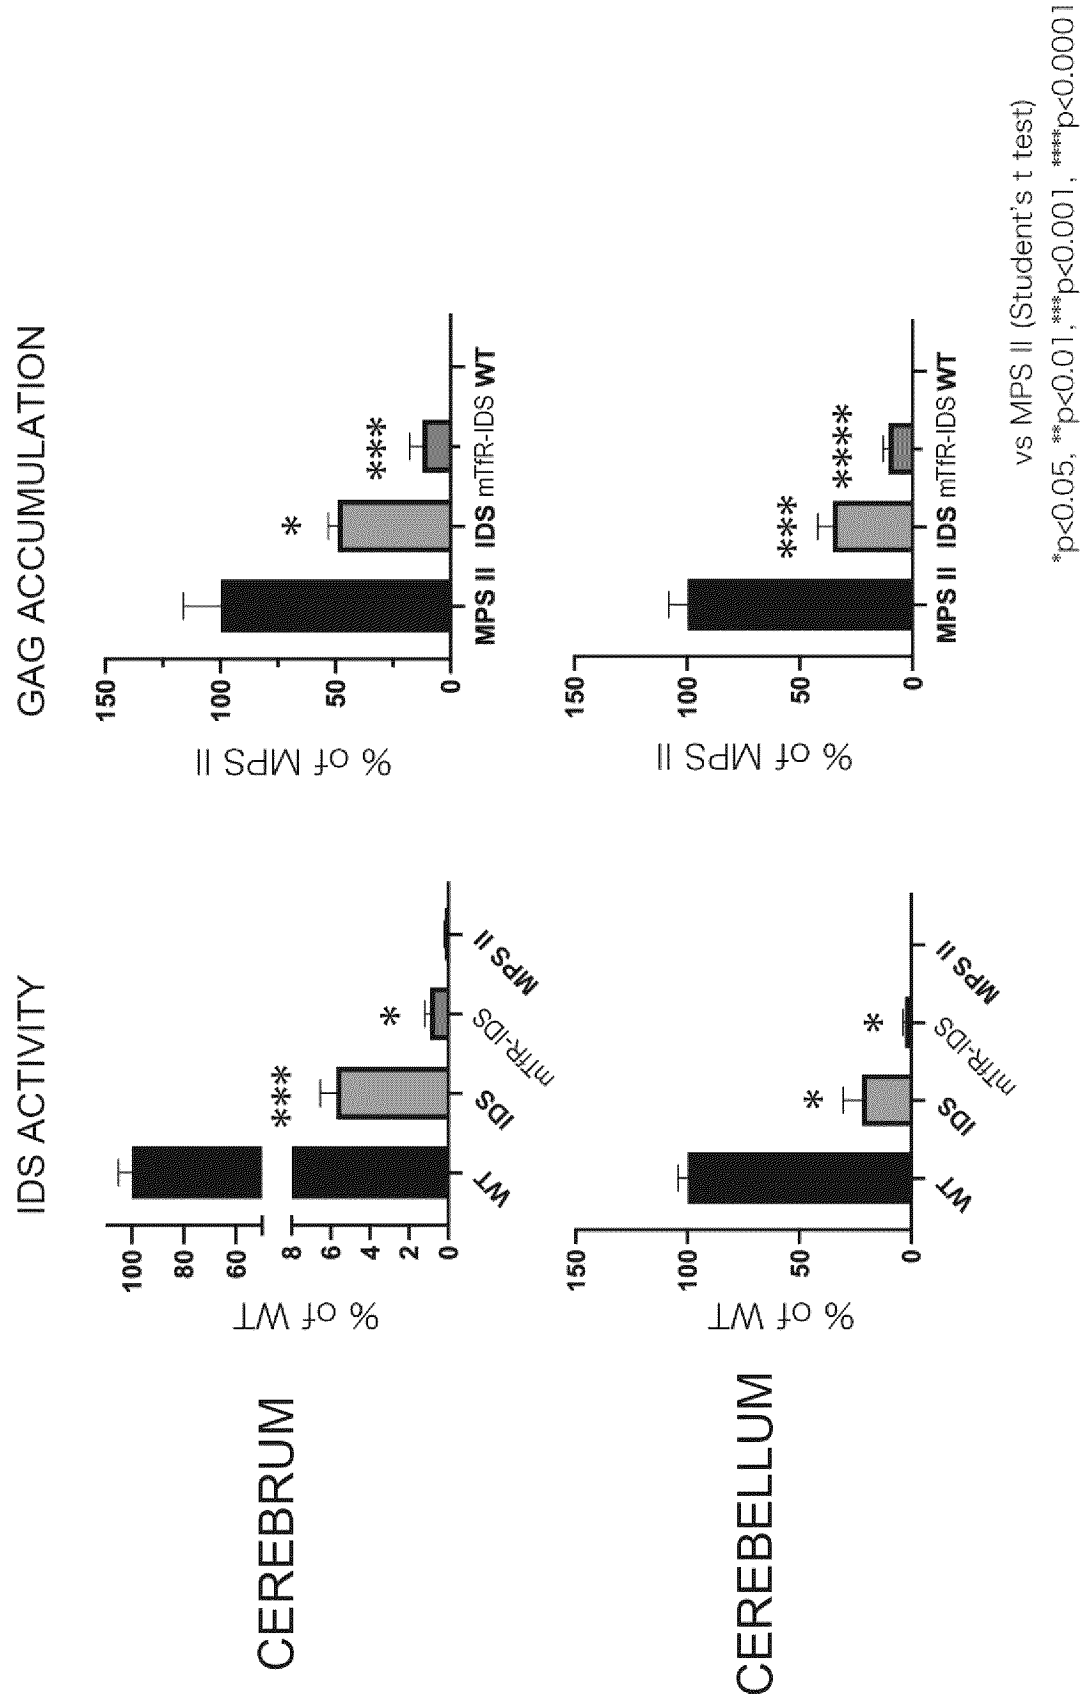 IDS ACTIVITY
GAG ACCUMULATION
CEREBRUM
% of WT
100
80
60
8
6
4
2
0
***
*
WT
IDS
mTfR-IDS
MPS II
% of MPS II
150
100
50
0
*
***
MPS II IDS mTfR-IDS WT
CEREBELLUM
% of WT
150
100
50
0
*
*
WT
IDS
mTfR-IDS
MPS II
% of MPS II
150
100
50
0
***
****
MPS II IDS mTfR-IDS WT
vs MPS II (Student's t test)
*p<0.05, **p<0.01, ***p<0.001, ****p<0.0001